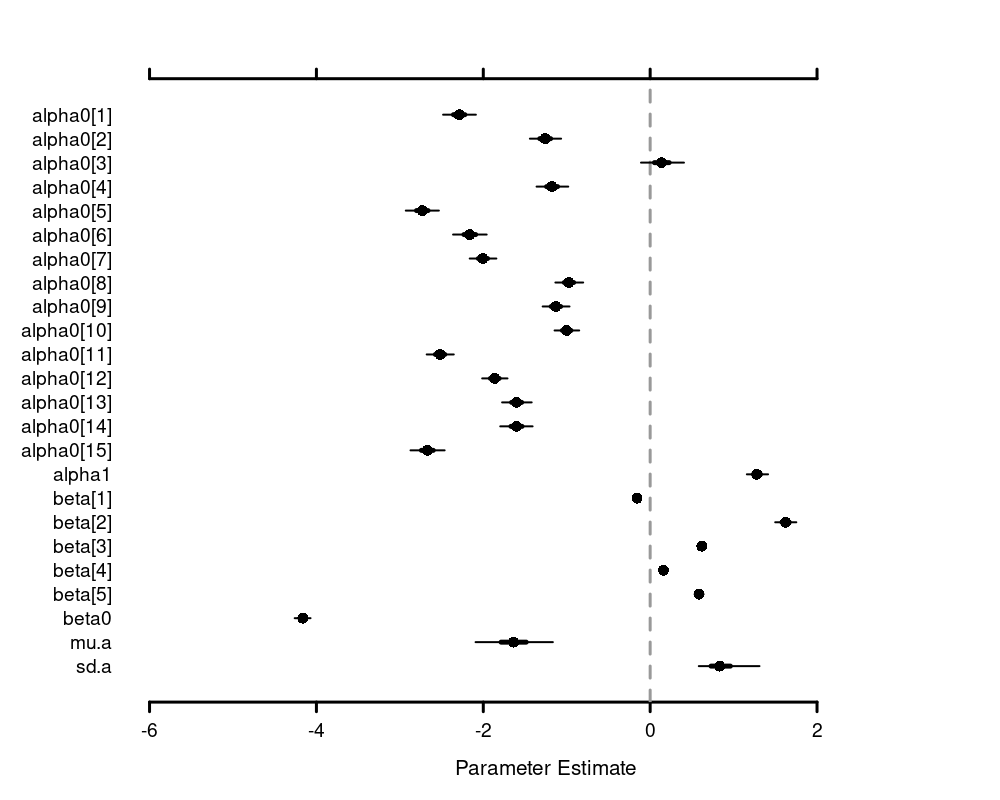 alpha0[1]
alpha0[2]
alpha0[3]
alpha0[4]
alpha0[5]
alpha0[6]
alpha0[7]
alpha0[8]
alpha0[9]
alpha0[10]
alpha0[11]
alpha0[12]
alpha0[13]
alpha0[14]
alpha0[15]
alpha1
beta[1]
beta[2]
beta[3]
beta[4]
beta[5]
beta0
mu.a
sd.a
-6 -4 -2 0 2
Parameter Estimate